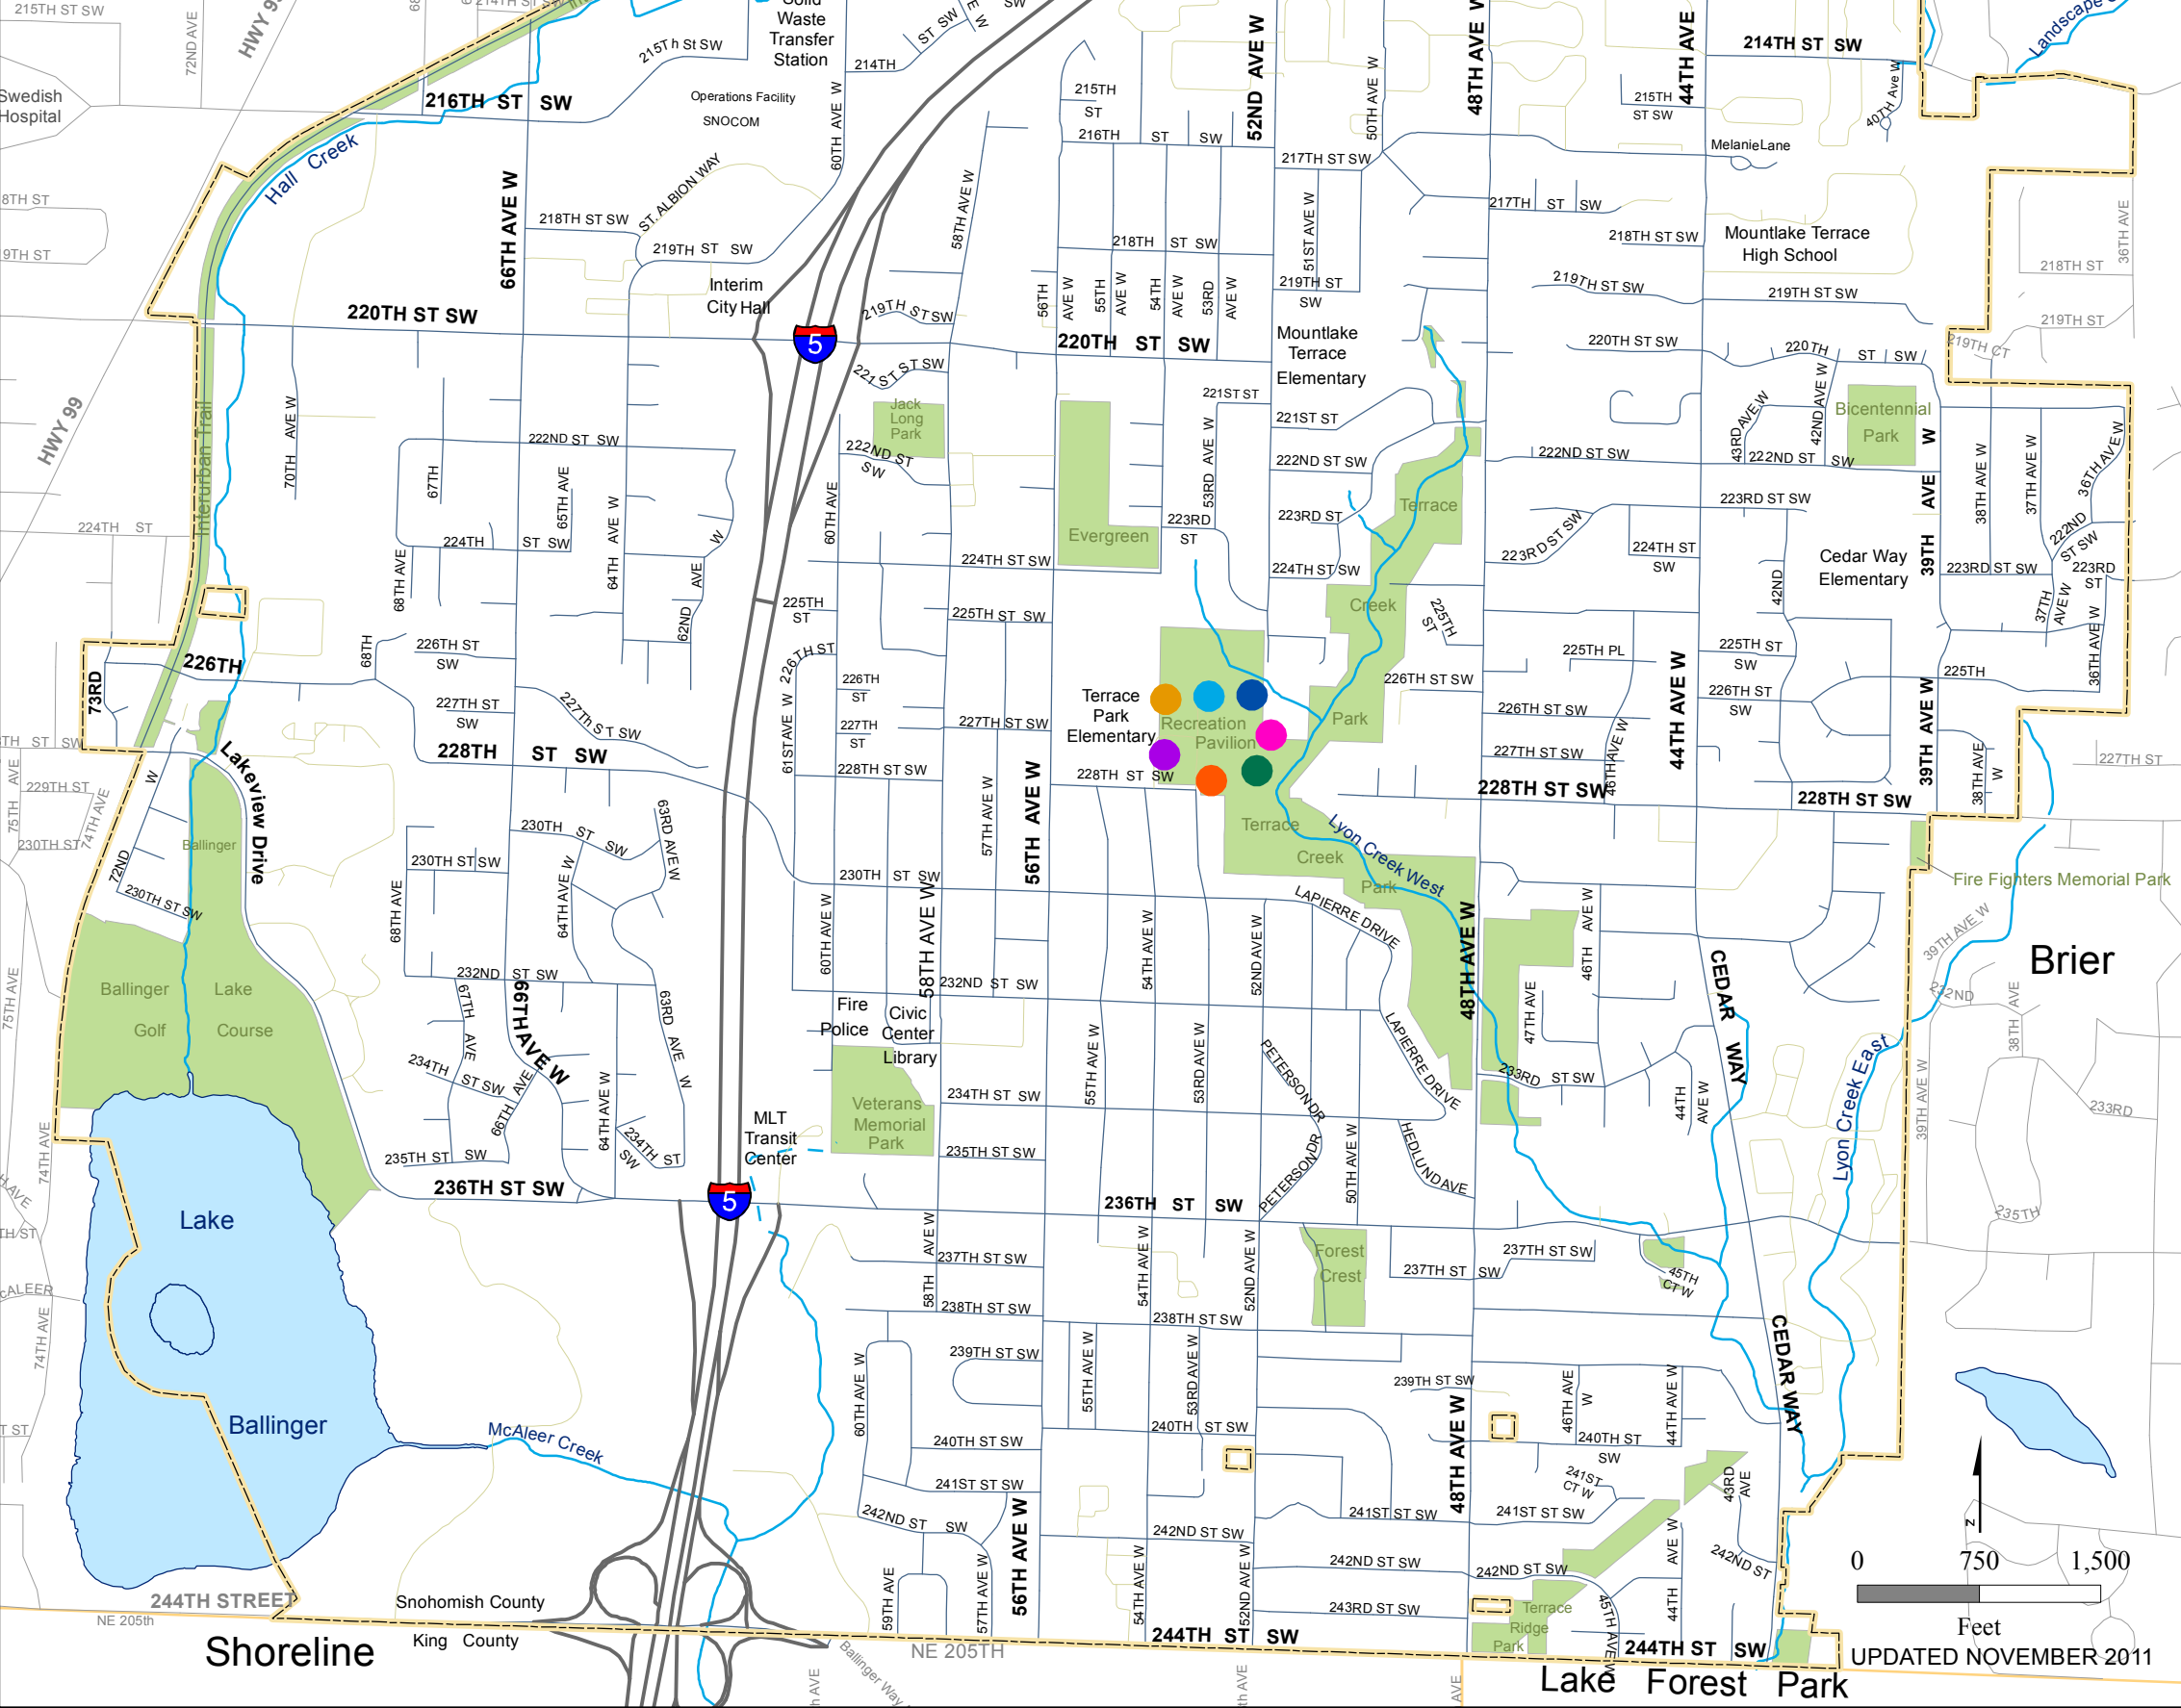 215TH ST SW
72ND AVE W
HWY 99
215Th St SW
Solid
Waste
Transfer
Station
214TH
ST SW
52ND AVE W
50TH AVE W
48TH AVE W
44TH AVE
214TH ST SW
40TH Ave W
Swedish
Hospital
216TH ST SW
Operations Facility
SNOCOM
60TH AVE W
215TH
ST
216TH ST SW
217TH ST SW
215TH
ST SW
MelanieLane
Hall Creek
ST. ALBION WAY
66TH AVE W
218TH ST SW
219TH ST SW
58TH AVE W
218TH ST SW
51ST AVE W
217TH ST SW
218TH ST SW
Mountlake Terrace
High School
36TH AVE
218TH ST
219TH ST
Interim
City Hall
219TH ST SW
56TH AVE W
55TH AVE W
54TH AVE W
53RD AVE W
219TH ST
SW
219TH ST SW
219TH ST SW
220TH ST SW
5
220TH ST SW
Mountlake
Terrace
Elementary
220TH ST SW
220TH ST SW
219TH CT
221ST ST SW
Jack
Long
Park
221ST ST
221ST ST
43RD AVE W
42ND AVE W
Bicentennial
Park
HWY 99
Interurban Trail
70TH AVE W
222ND ST SW
222ND ST
SW
53RD AVE W
222ND ST SW
222ND ST SW
222ND ST SW
39TH AVE W
38TH AVE W
37TH AVE W
36TH AVE W
67TH
65TH AVE
64TH AVE W
60TH AVE
Terrace
223RD ST SW
224TH ST
224TH ST SW
Evergreen
223RD
ST
223RD ST
223RD ST SW
224TH ST
SW
Cedar Way
Elementary
222ND
ST SW
223RD ST SW
223RD
ST
68TH AVE
62ND AVE W
224TH ST SW
224TH ST SW
42ND
37TH
AVE W
36TH AVE W
225TH
ST
225TH ST SW
Creek
225TH
ST
73RD
226TH
68TH
226TH ST
SW
226TH ST
61ST AVE W
226TH
ST
226TH ST SW
225TH PL
225TH ST
SW
225TH
227TH ST
SW
227Th ST SW
227TH
ST
227TH ST SW
Terrace
Park
Elementary
Recreation
Pavilion
Park
226TH ST SW
44TH AVE W
226TH ST
SW
39TH AVE W
227TH ST SW
46TH AVE W
38TH AVE
W
227TH ST
Lakeview Drive
228TH ST SW
228TH ST SW
228TH ST SW
228TH ST SW
228TH ST SW
75TH AVE
229TH ST
74TH AVE
230TH ST
72ND W
Ballinger
230TH ST SW
63RD AVE W
57TH AVE W
56TH AVE W
Terrace
Creek
Park
Lyon Creek West
Fire Fighters Memorial Park
230TH ST SW
230TH ST SW
68TH AVE
64TH AVE W
230TH ST SW
58TH AVE W
60TH AVE W
54TH AVE W
52ND AVE W
LAPIERRE DRIVE
48TH AVE W
46TH AVE W
39TH AVE W
Brier
75TH AVE
Ballinger Lake
Golf Course
232ND ST SW
67TH AVE
66TH AVE W
63RD AVE W
232ND ST SW
Fire
Police
Civic
Center
Library
55TH AVE W
53RD AVE W
PETERSON DR
LAPIERRE DRIVE
47TH AVE
CEDAR WAY
232ND
38TH AVE
234TH ST SW
66TH AVE
64TH AVE W
234TH ST
SW
Veterans
Memorial
Park
234TH ST SW
233RD ST SW
44TH
AVE W
Lyon Creek East
39TH AVE W
233RD
MLT
Transit
Center
235TH ST SW
235TH ST SW
PETERSON DR
50TH AVE W
HEDLUND AVE
74TH AVE
236TH ST SW
5
236TH ST SW
235TH
Lake
58TH AVE W
237TH ST SW
54TH AVE W
52ND AVE W
Forest
Crest
237TH ST SW
237TH ST SW
45TH
CT W
74TH AVE
238TH ST SW
238TH ST SW
CEDAR WAY
239TH ST SW
60TH AVE W
55TH AVE W
53RD AVE W
239TH ST SW
46TH AVE
W
44TH AVE W
Ballinger
McAleer Creek
240TH ST SW
240TH ST SW
48TH AVE W
240TH ST
SW
241ST ST SW
241ST
CT W
43RD
AVE
242ND ST SW
56TH AVE W
242ND ST SW
241ST ST SW
241ST ST SW
z
0 750 1,500
Feet
59TH AVE
57TH AVE W
54TH AVE W
52ND AVE W
242ND ST SW
242ND ST SW
44TH AVE W
242ND ST
244TH STREET
NE 205th
Snohomish County
King County
243RD ST SW
45TH AVE W
Terrace
Ridge
Park
Shoreline
244TH ST SW
NE 205TH
Ballinger Way
244TH ST SW
Lake Forest Park
UPDATED NOVEMBER 2011